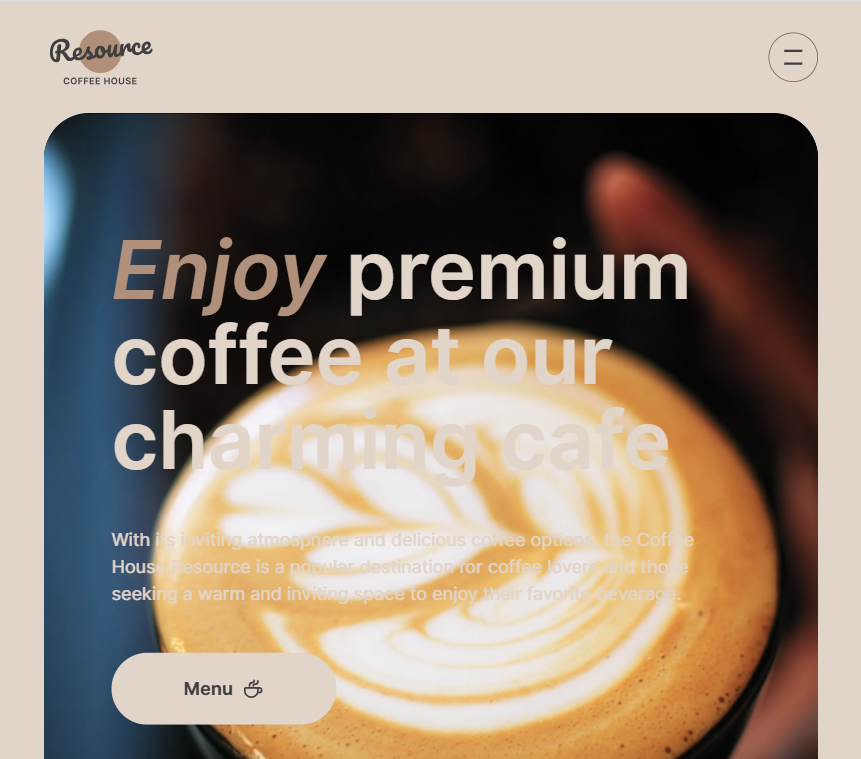 Resource
COFFEE HOUSE
Enjoy premium
coffee at our
charming cafe
With its inviting atmosphere and delicious coffee options, the Coffee
House Resource is a popular destination for coffee lovers and those
seeking a warm and inviting space to enjoy their favorite beverage.
Menu